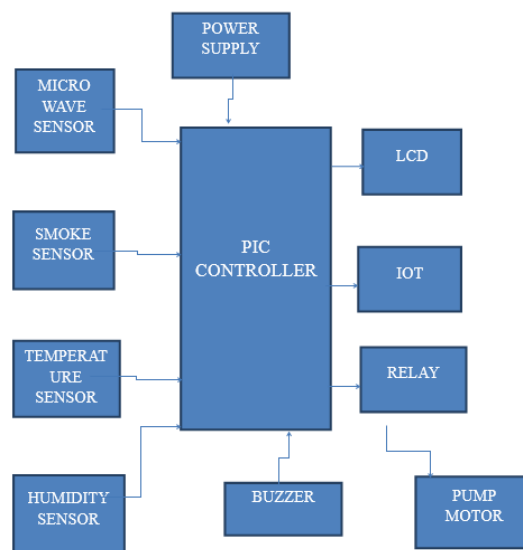 POWER
SUPPLY
MICRO
WAVE
SENSOR
LCD
SMOKE
SENSOR
PIC
CONTROLLER
IOT
TEMPERAT
URE
SENSOR
RELAY
HUMIDITY
SENSOR
BUZZER
PUMP
MOTOR